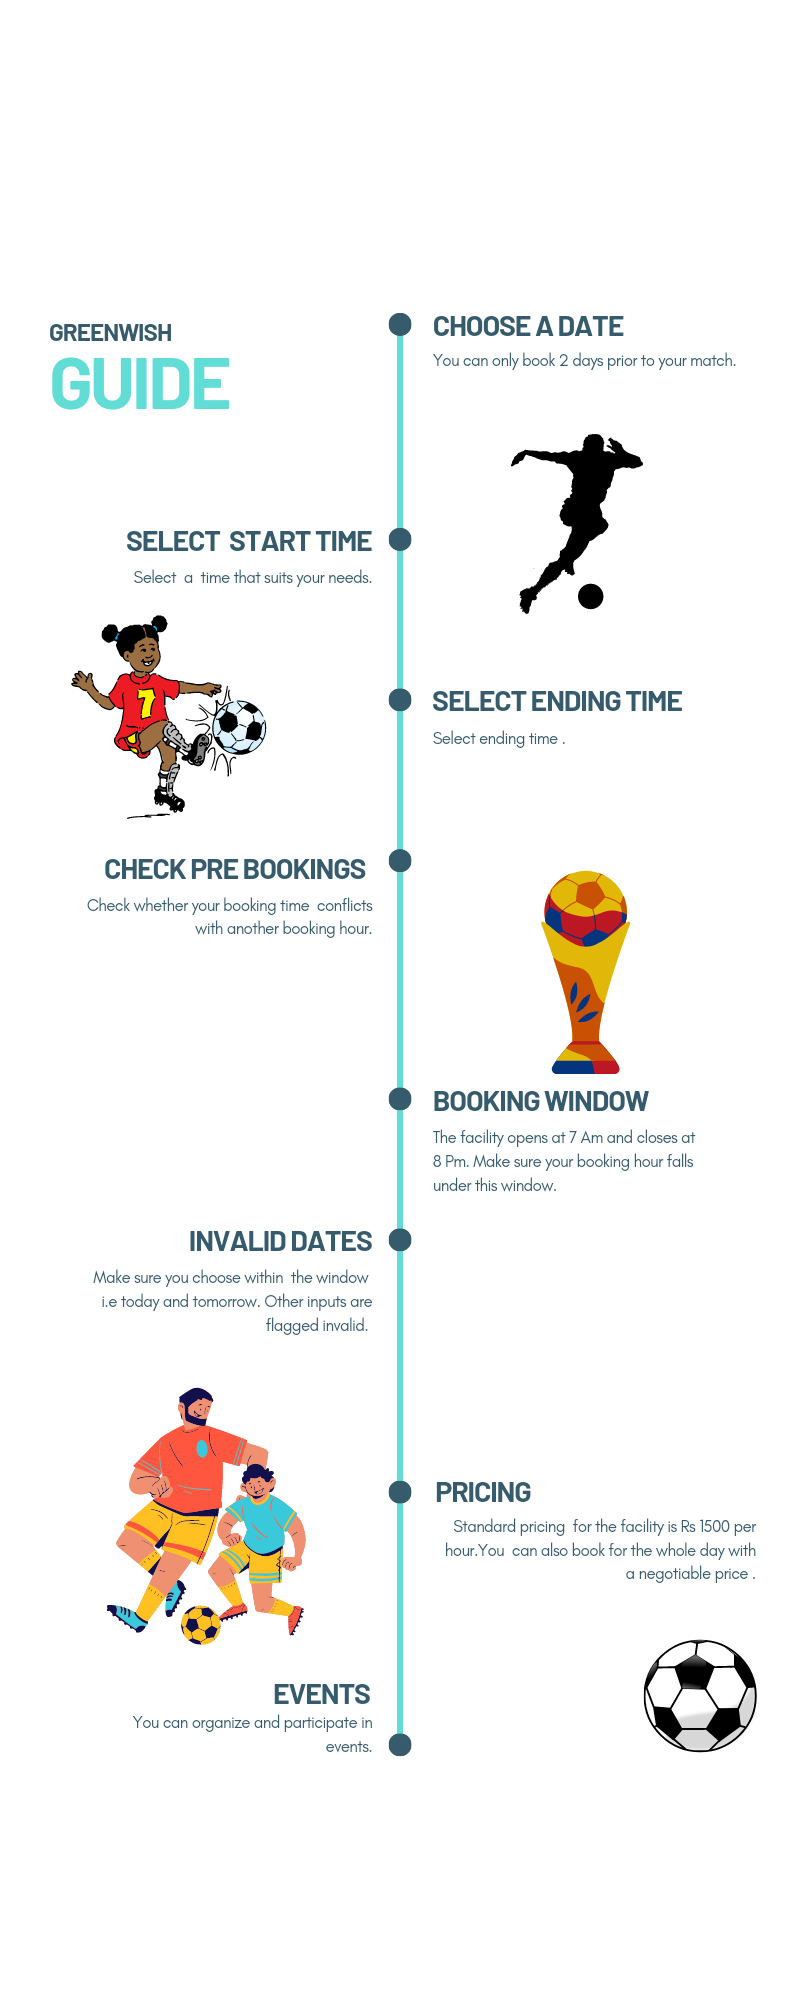 GREENWISH
GUIDE
CHOOSE A DATE
You can only book 2 days prior to your match.
SELECT START TIME
Select a time that suits your needs.
7
SELECT ENDING TIME
Select ending time .
CHECK PRE BOOKINGS
Check whether your booking time conflicts
with another booking hour.
BOOKING WINDOW
The facility opens at 7 Am and closes at
8 Pm. Make sure your booking hour falls
under this window.
INVALID DATES
Make sure you choose within the window
i.e today and tomorrow. Other inputs are
flagged invalid.
PRICING
Standard pricing for the facility is Rs 1500 per
hour.You can also book for the whole day with
a negotiable price .
EVENTS
You can organize and participate in
events.